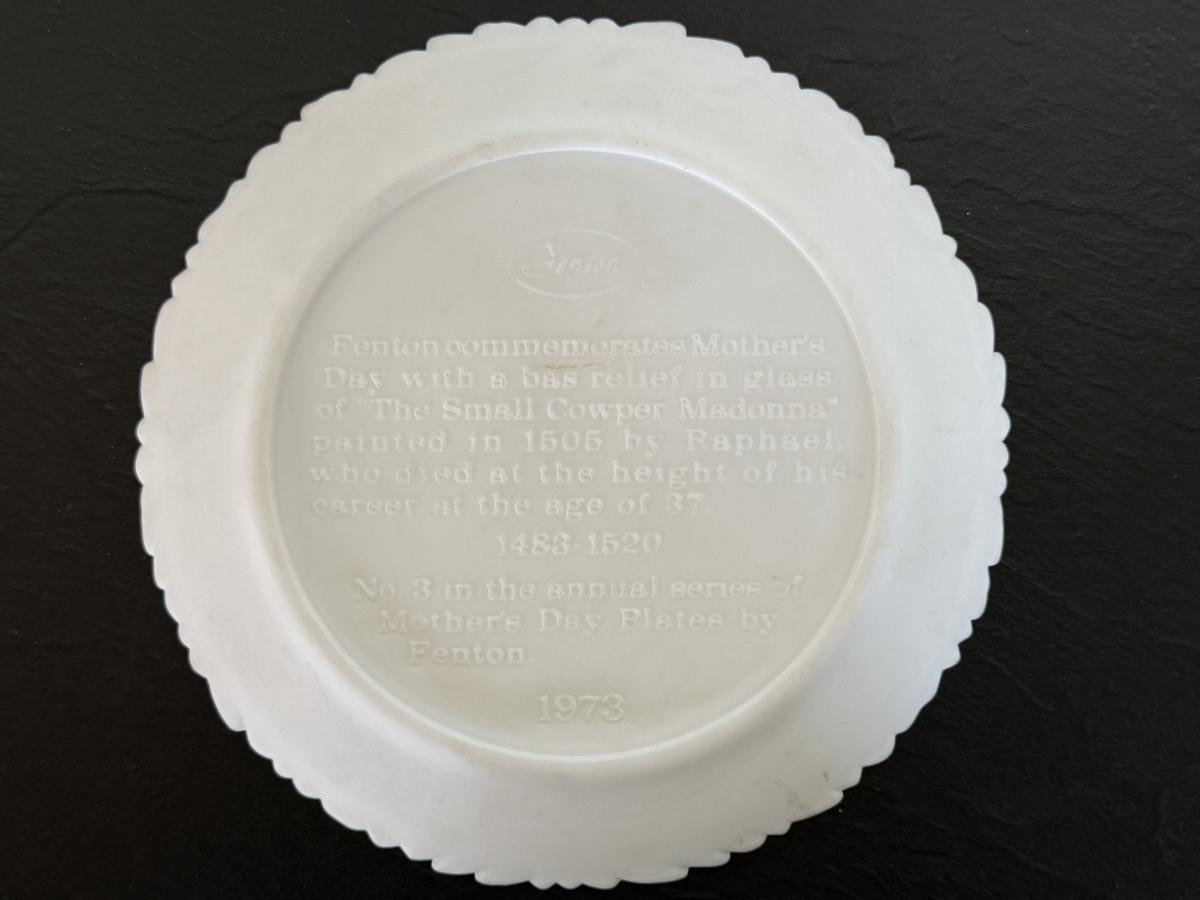 Fenton
Fenton commemorates Mother's
Day with a bas relief in glass
of "The Small Cowper Madonna"
painted in 1505 by Raphael,
who died at the height of his
career at the age of 37.
1483-1520
No. 3 in the annual series of
Mother's Day Plates by
Fenton.
1973